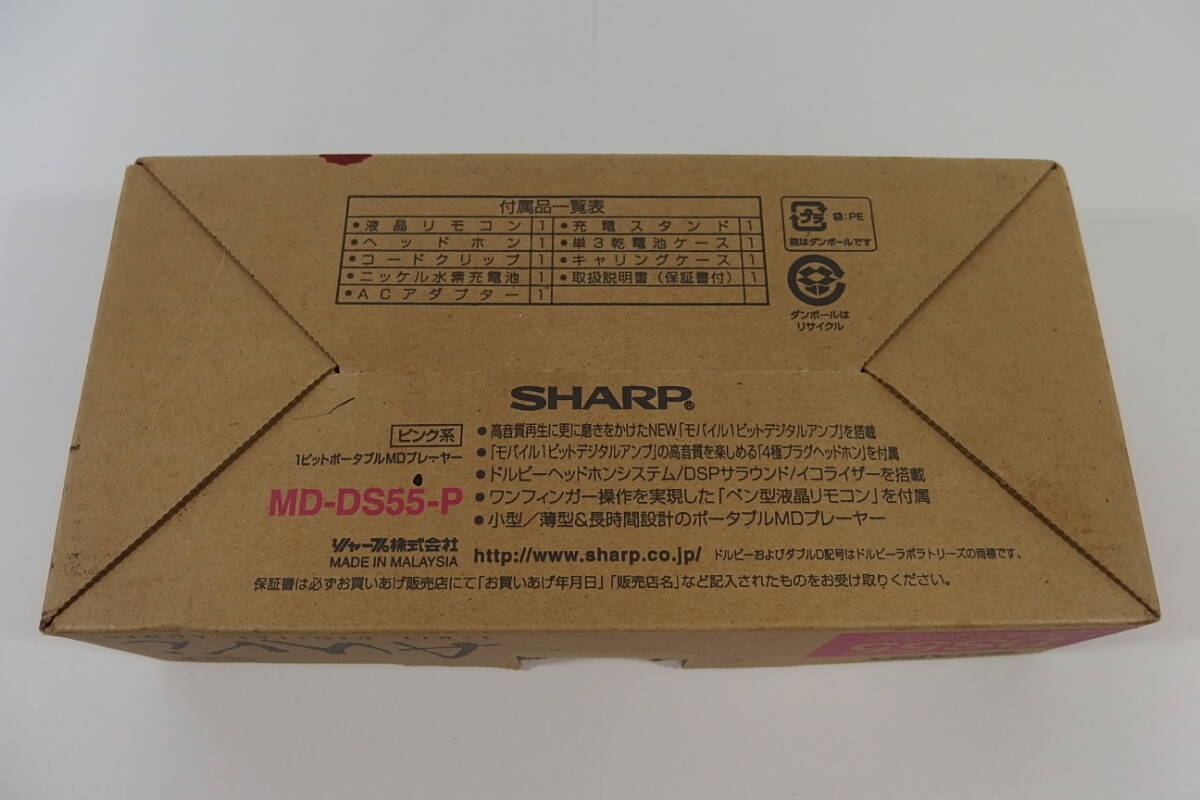 付属品一覧表
●液晶リモコン 1 ●充電スタンド 1
●ヘッドホン 1 ●単3乾電池ケース 1
●コードクリップ 1 ●キャリングケース 1
●ニッケル水素充電池 1 ●取扱説明書(保証書付) 1
●ACアダプター 1
プラ 袋:PE
箱はダンボールです
ダンボールは
リサイクル
SHARP®
ピンク系
1ビットポータブルMDプレーヤー
MD-DS55-P
シャープ株式会社
MADE IN MALAYSIA
●高音質再生に更に磨きをかけたNEW「モバイル1ビットデジタルアンプ」を搭載
●「モバイル1ビットデジタルアンプ」の高音質を楽しめる「4極プラグヘッドホン」を付属
●ドルビーヘッドホンシステム/DSPサラウンド/イコライザーを搭載
●ワンフィンガー操作を実現した「ペン型液晶リモコン」を付属
●小型/薄型&長時間設計のポータブルMDプレーヤー
http://www.sharp.co.jp/ ドルビーおよびダブルD記号はドルビーラボラトリーズの商標です。
保証書は必ずお買いあげ販売店にて「お買いあげ年月日」「販売店名」など記入されたものをお受け取りください。